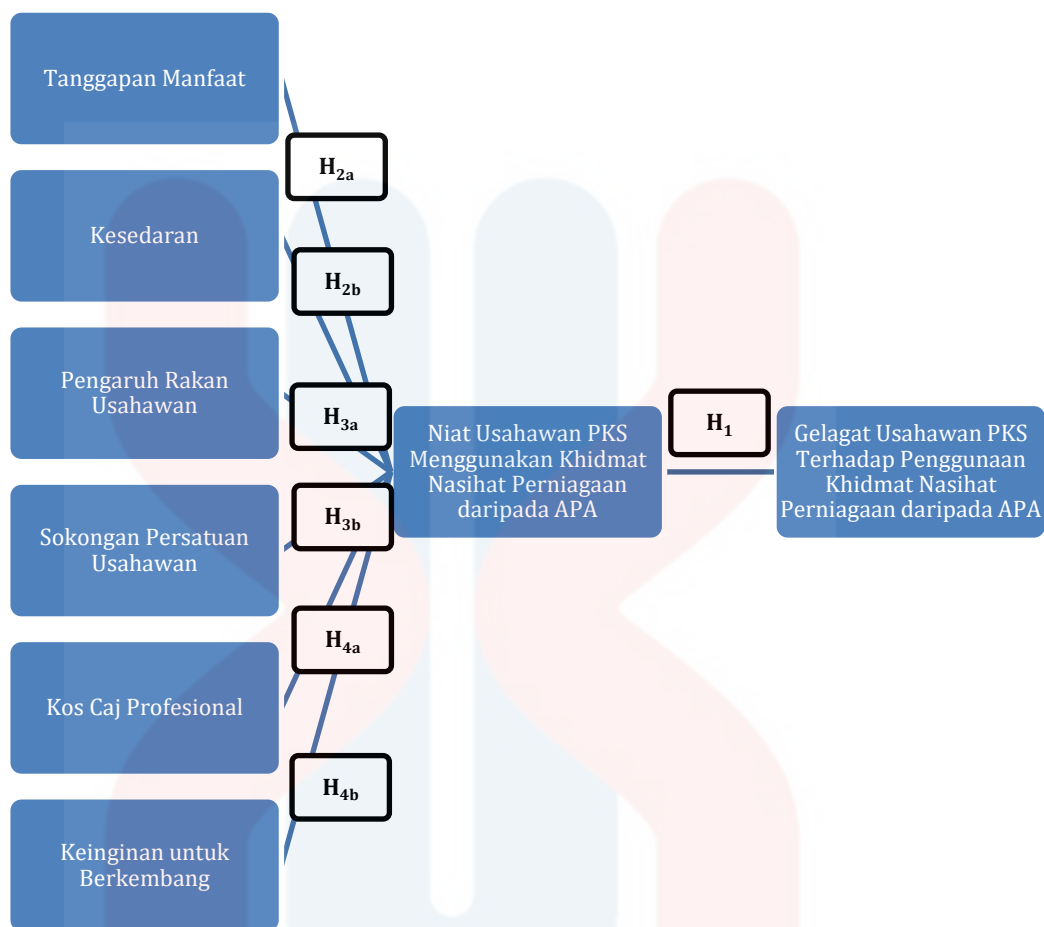 Tanggapan Manfaat
H2a
Kesedaran
H2b
Pengaruh Rakan
Usahawan
H3a
Sokongan Persatuan
Usahawan
H3b
Kos Caj Profesional
H4a
Keinginan untuk
Berkembang
H4b
Niat Usahawan PKS
Menggunakan Khidmat
Nasihat Perniagaan
daripada APA
H1
Gelagat Usahawan PKS
Terhadap Penggunaan
Khidmat Nasihat
Perniagaan daripada APA